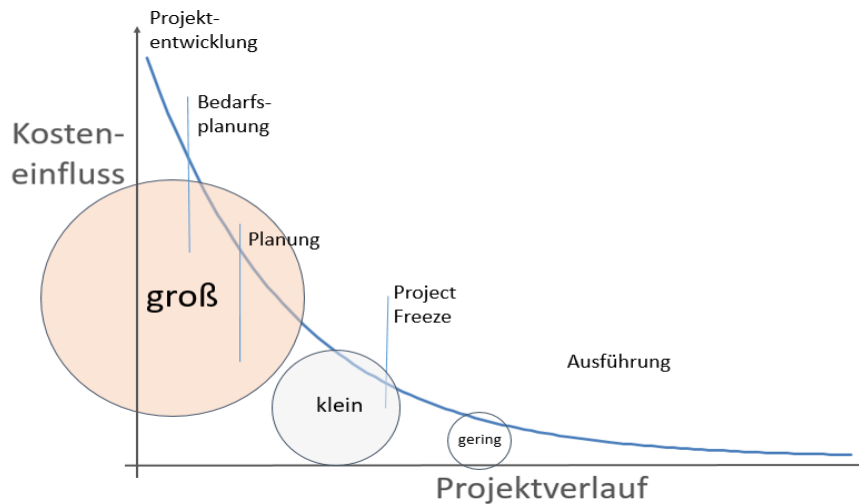 Projekt-
entwicklung
Bedarfs-
planung
Kosten-
einfluss
Planung
groß
Project
Freeze
Ausführung
klein
gering
Projektverlauf